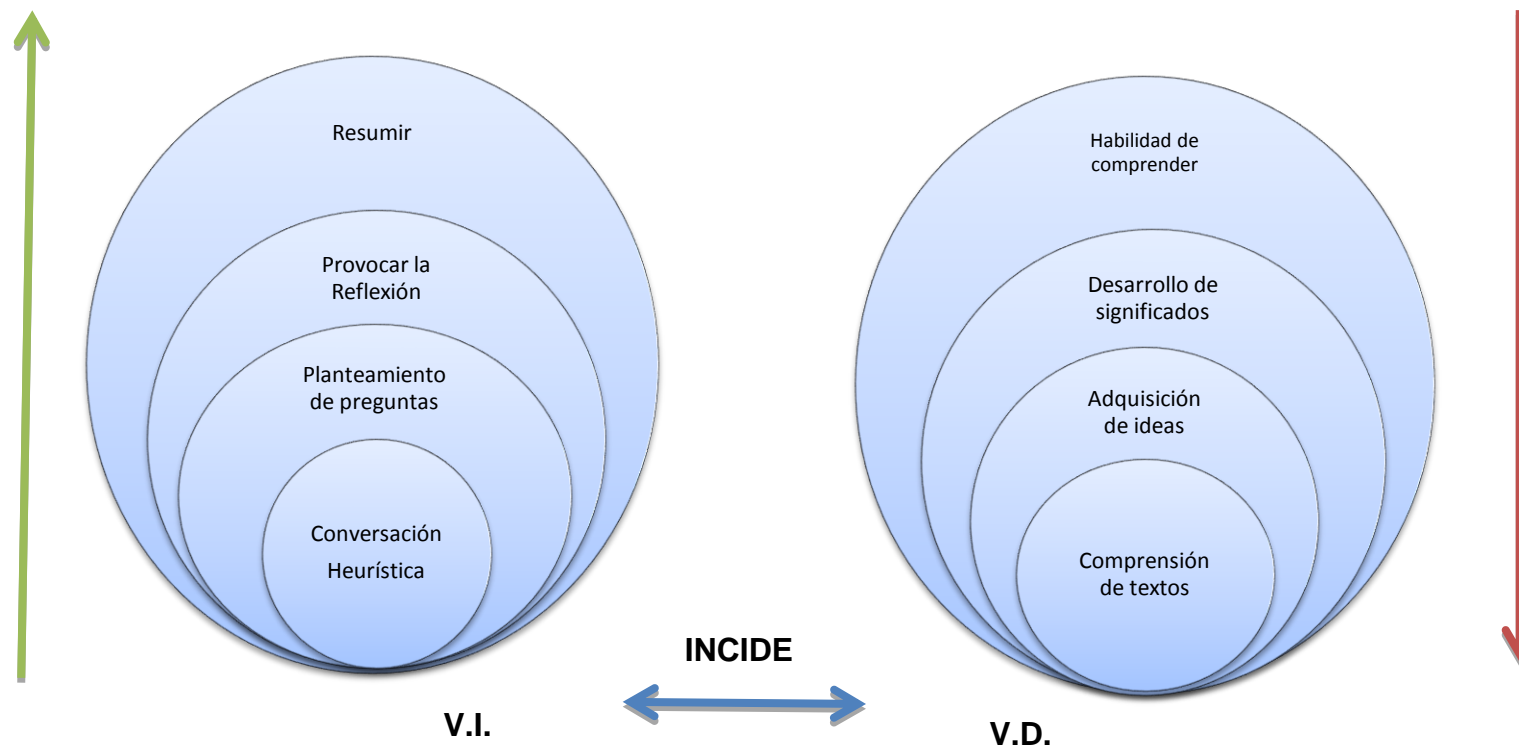 Resumir
Provocar la
Reflexión
Planteamiento
de preguntas
Conversación
Heurística
V.I.
INCIDE
Habilidad de
comprender
Desarrollo de
significados
Adquisición
de ideas
Comprensión
de textos
V.D.